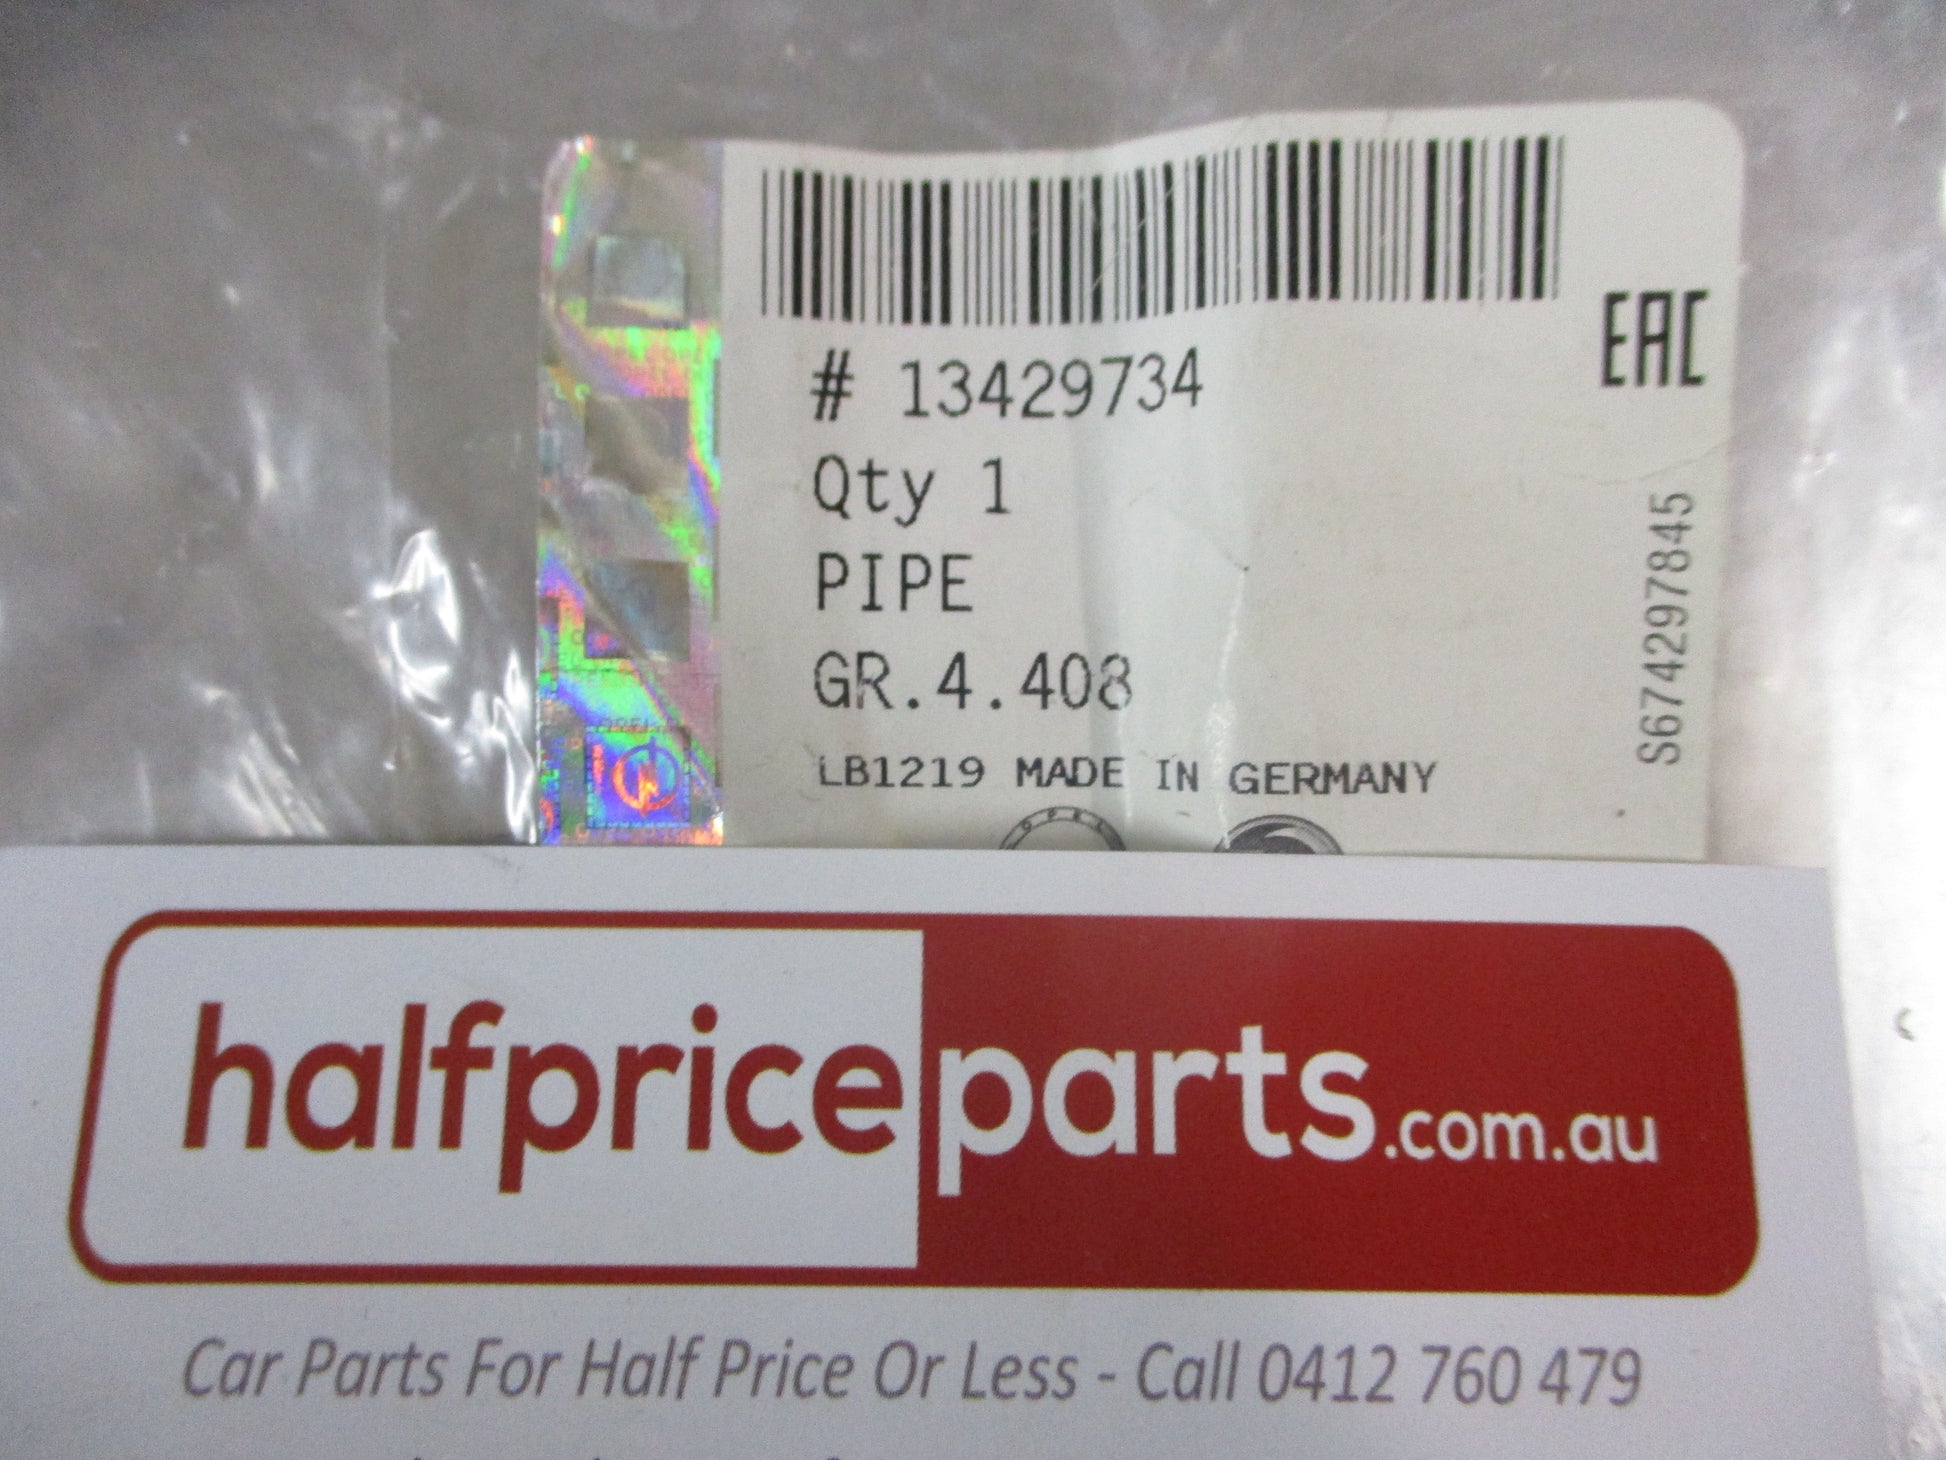 # 13429734
EAC
Qty 1
PIPE
GR.4.408
S674297845
LB1219 MADE IN GERMANY
OPEL
halfpriceparts.com.au
Car Parts For Half Price Or Less - Call 0412 760 479